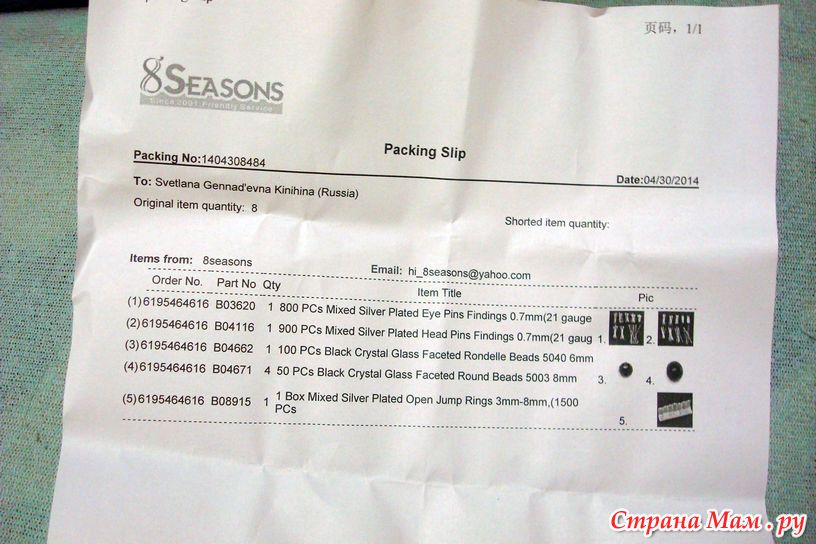 页码，1/1
8SEASONS
Since 2001 Friendly Service
Packing Slip
Packing No:1404308484
Date:04/30/2014
To: Svetlana Gennad'evna Kinihina (Russia)
Original item quantity: 8
Shorted item quantity:
Items from: 8seasons
Email: hi_8seasons@yahoo.com
Order No. Part No Qty Item Title Pic
(1)6195464616 B03620 1 800 PCs Mixed Silver Plated Eye Pins Findings 0.7mm(21 gauge
(2)6195464616 B04116 1 900 PCs Mixed Silver Plated Head Pins Findings 0.7mm(21 gaug
1. 2.
(3)6195464616 B04662 1 100 PCs Black Crystal Glass Faceted Rondelle Beads 5040 6mm
(4)6195464616 B04671 4 50 PCs Black Crystal Glass Faceted Round Beads 5003 8mm
3. 4.
(5)6195464616 B08915 1 1 Box Mixed Silver Plated Open Jump Rings 3mm-8mm,(1500
PCs
5.
Страна Мам.ру